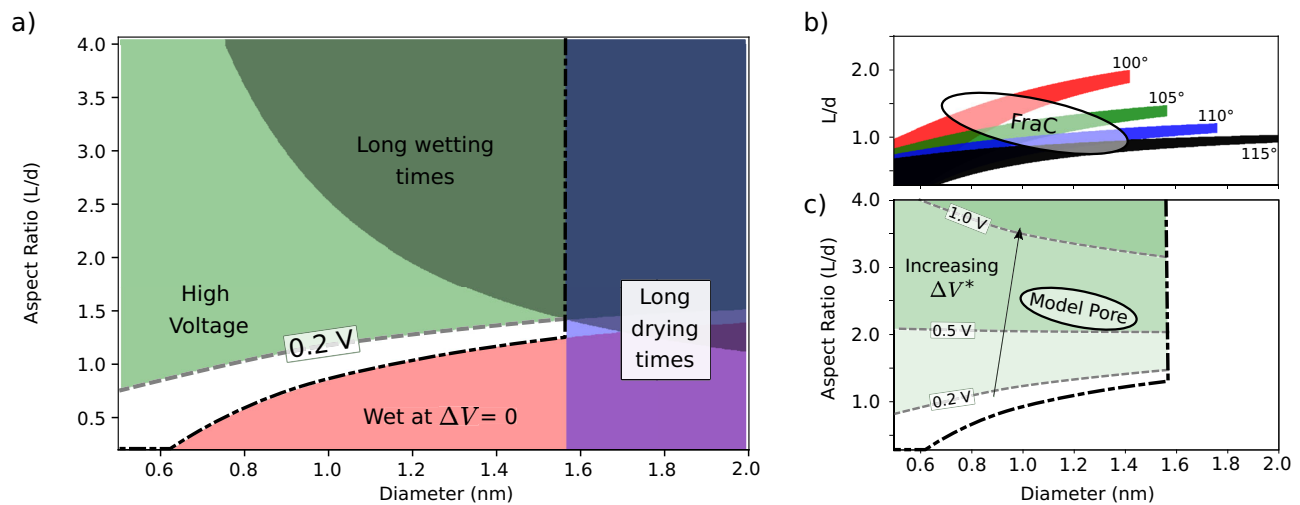 a)
4.0
3.5
3.0
2.5
2.0
1.5
1.0
0.5
Aspect Ratio (L/d)
Long wetting
times
High
Voltage
0.2 V
Long
drying
times
Wet at ΔV = 0
0.6
0.8
1.0
1.2
1.4
1.6
1.8
2.0
Diameter (nm)
b)
2.0
1.0
L/d
100°
105°
110°
115°
FraC
c)
4.0
3.0
2.0
1.0
Aspect Ratio (L/d)
1.0 V
Increasing
ΔV*
Model Pore
0.5 V
0.2 V
0.6
0.8
1.0
1.2
1.4
1.6
1.8
2.0
Diameter (nm)